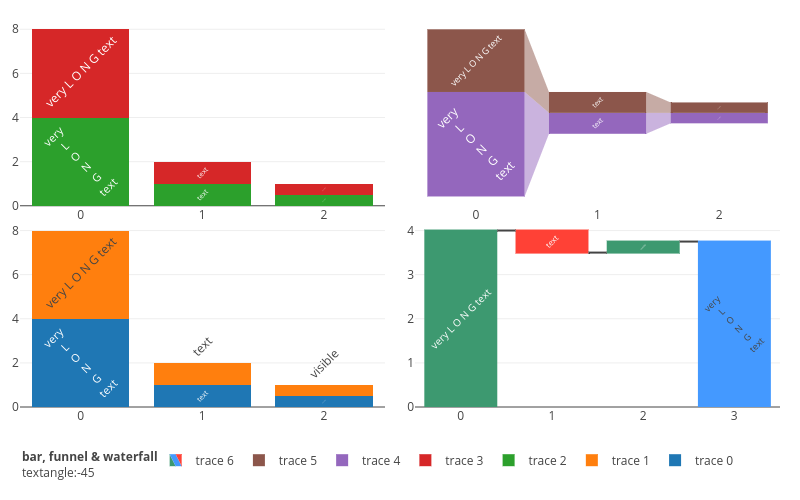 8
6
4
2
0
very L O N G text
very
L
O
N
G
text
text
text
0
1
2
very L O N G text
very
L
O
N
G
text
text
text
0
1
2
8
6
4
2
0
very L O N G text
very
L
O
N
G
text
text
text
visible
0
1
2
4
3
2
1
0
very L O N G text
text
very
L
O
N
G
text
0
1
2
3
bar, funnel & waterfall
textangle:-45
trace 6 trace 5 trace 4 trace 3 trace 2 trace 1 trace 0